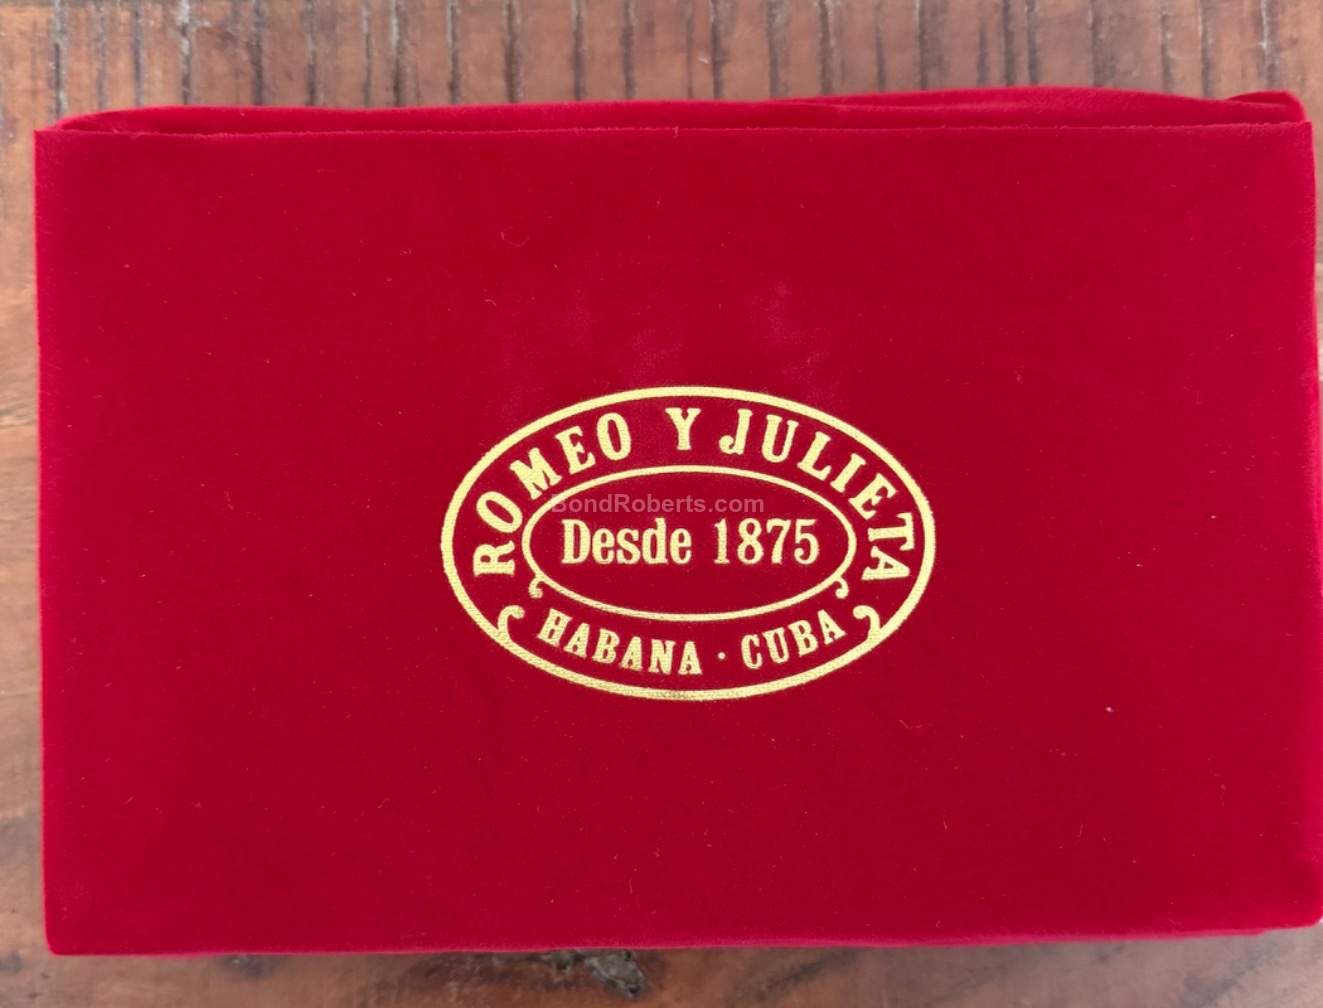 ROMEO Y JULIETA
BondRoberts.com
Desde 1875
HABANA · CUBA